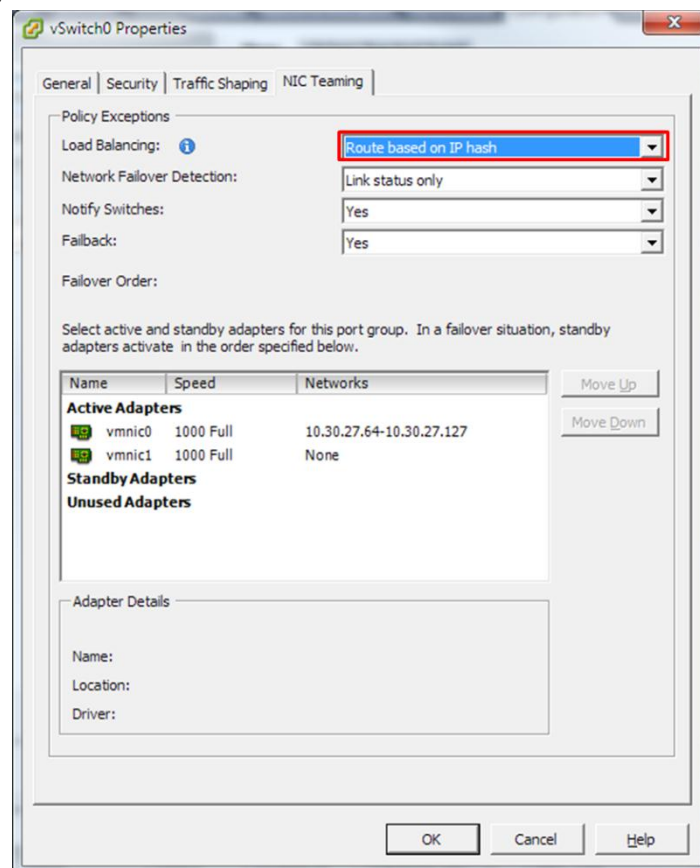 vSwitch0 Properties
General Security Traffic Shaping NIC Teaming
Policy Exceptions
Load Balancing: Route based on IP hash
Network Failover Detection: Link status only
Notify Switches: Yes
Failback: Yes
Failover Order:
Select active and standby adapters for this port group. In a failover situation, standby
adapters activate in the order specified below.
Name Speed Networks
Move Up
Active Adapters
vmnic0 1000 Full 10.30.27.64-10.30.27.127
Move Down
vmnic1 1000 Full None
Standby Adapters
Unused Adapters
Adapter Details
Name:
Location:
Driver:
OK Cancel Help